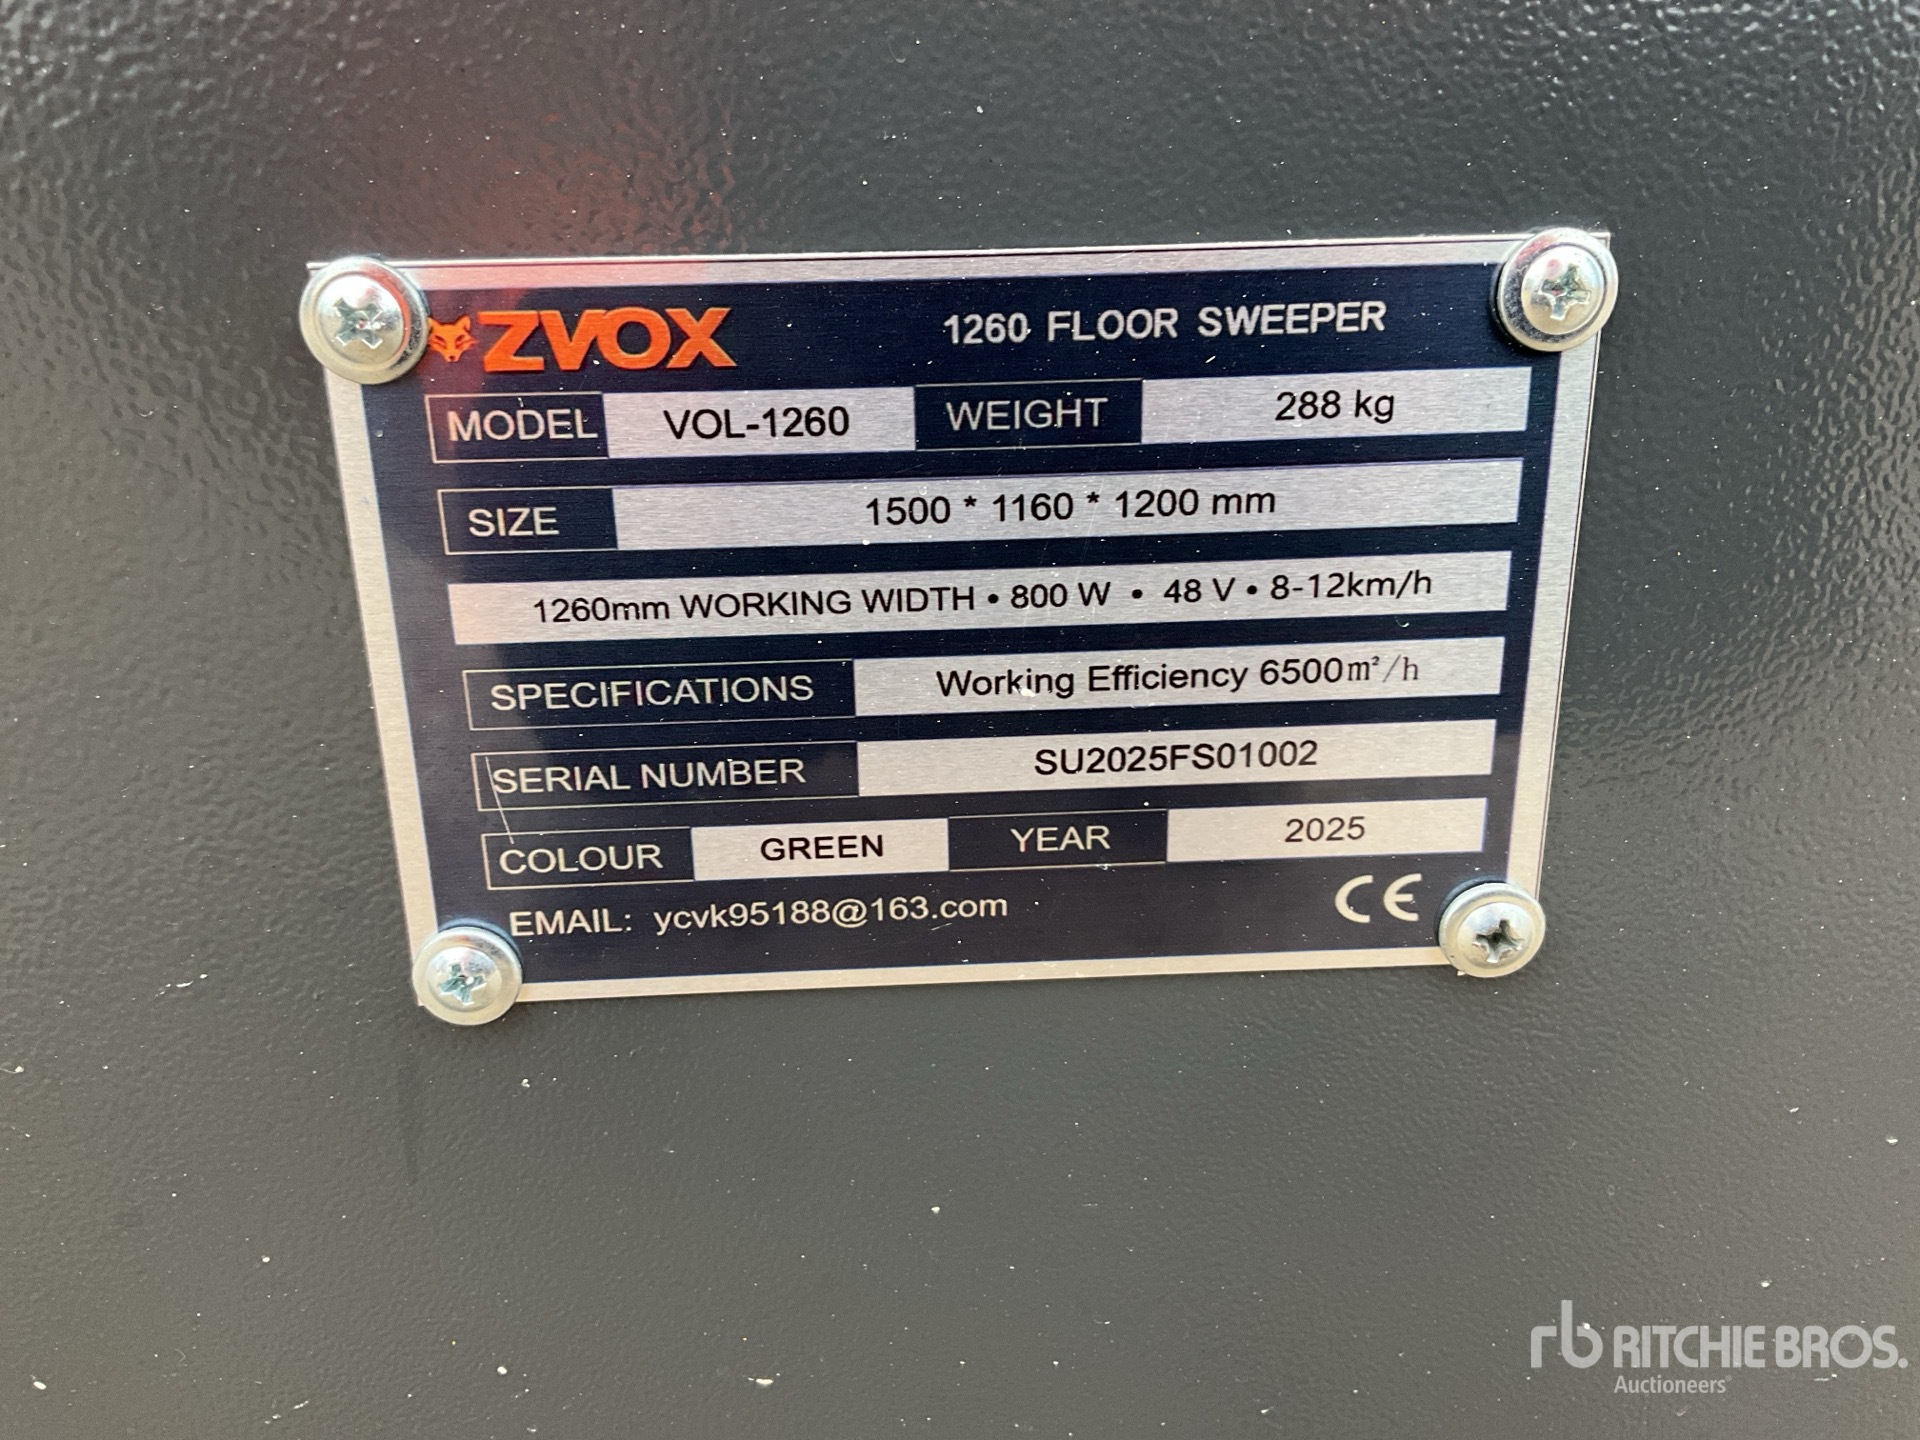 ZVOX 1260 FLOOR SWEEPER
MODEL VOL-1260 WEIGHT 288 kg
SIZE 1500 * 1160 * 1200 mm
1260mm WORKING WIDTH • 800 W • 48 V • 8-12km/h
SPECIFICATIONS Working Efficiency 6500m²/h
SERIAL NUMBER SU2025FS01002
COLOUR GREEN YEAR 2025
EMAIL: ycvk95188@163.com CE
rb RITCHIE BROS.
Auctioneers